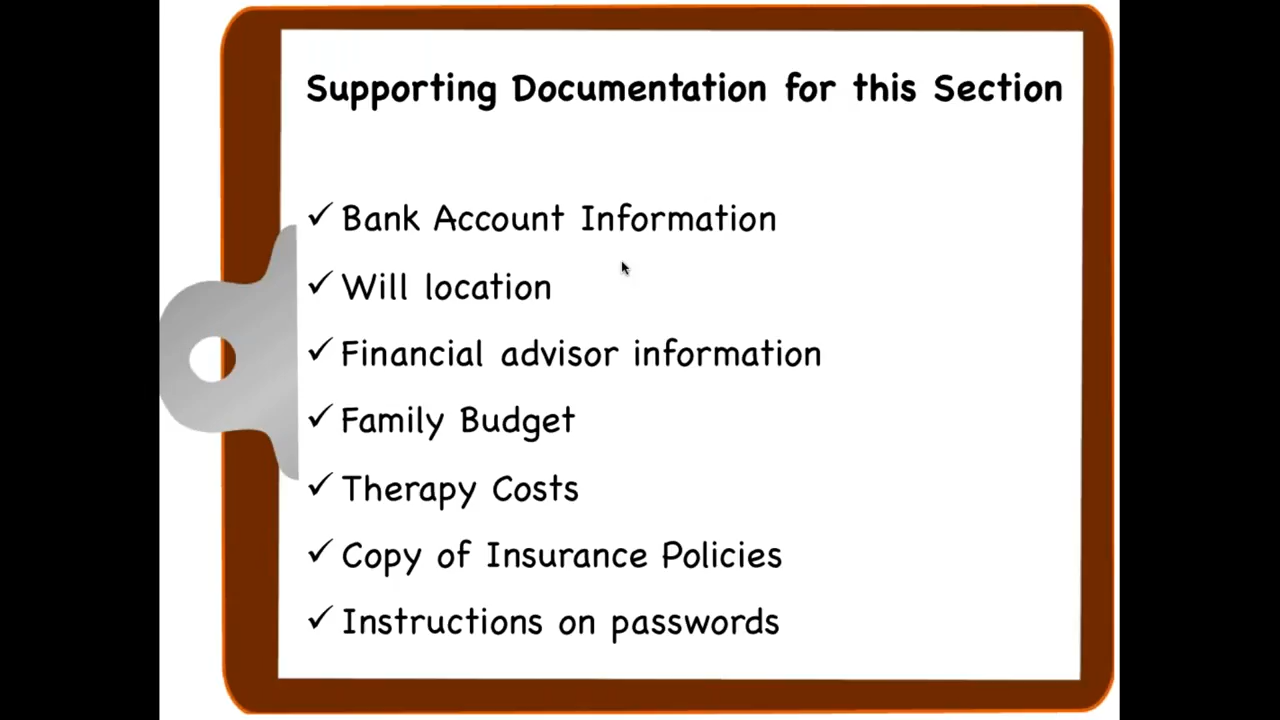 Supporting Documentation for this Section
✓ Bank Account Information
✓ Will location
✓ Financial advisor information
✓ Family Budget
✓ Therapy Costs
✓ Copy of Insurance Policies
✓ Instructions on passwords